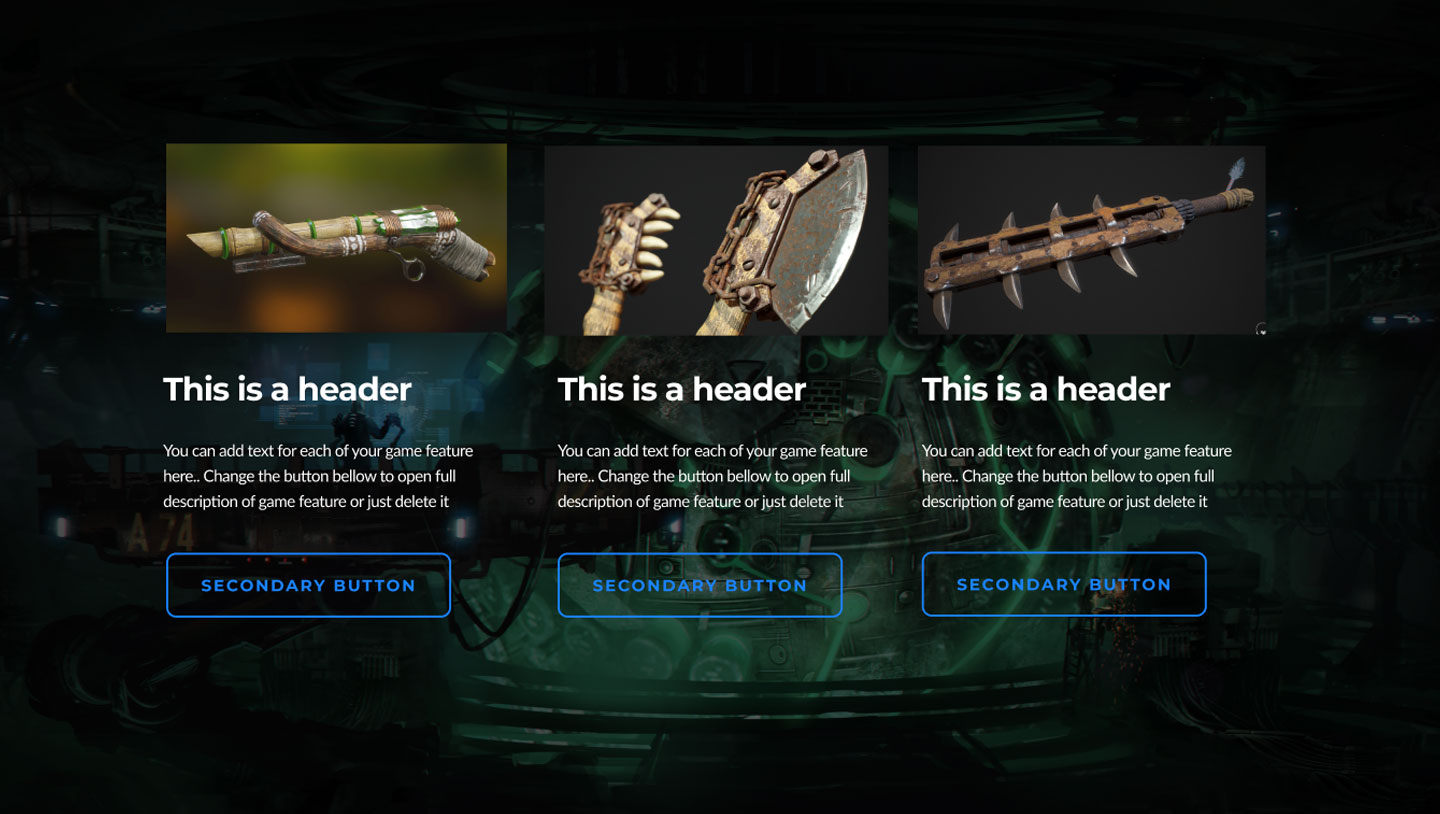 This is a header
You can add text for each of your game feature
here.. Change the button bellow to open full
description of game feature or just delete it
SECONDARY BUTTON
This is a header
You can add text for each of your game feature
here.. Change the button bellow to open full
description of game feature or just delete it
SECONDARY BUTTON
This is a header
You can add text for each of your game feature
here.. Change the button bellow to open full
description of game feature or just delete it
SECONDARY BUTTON
A 74